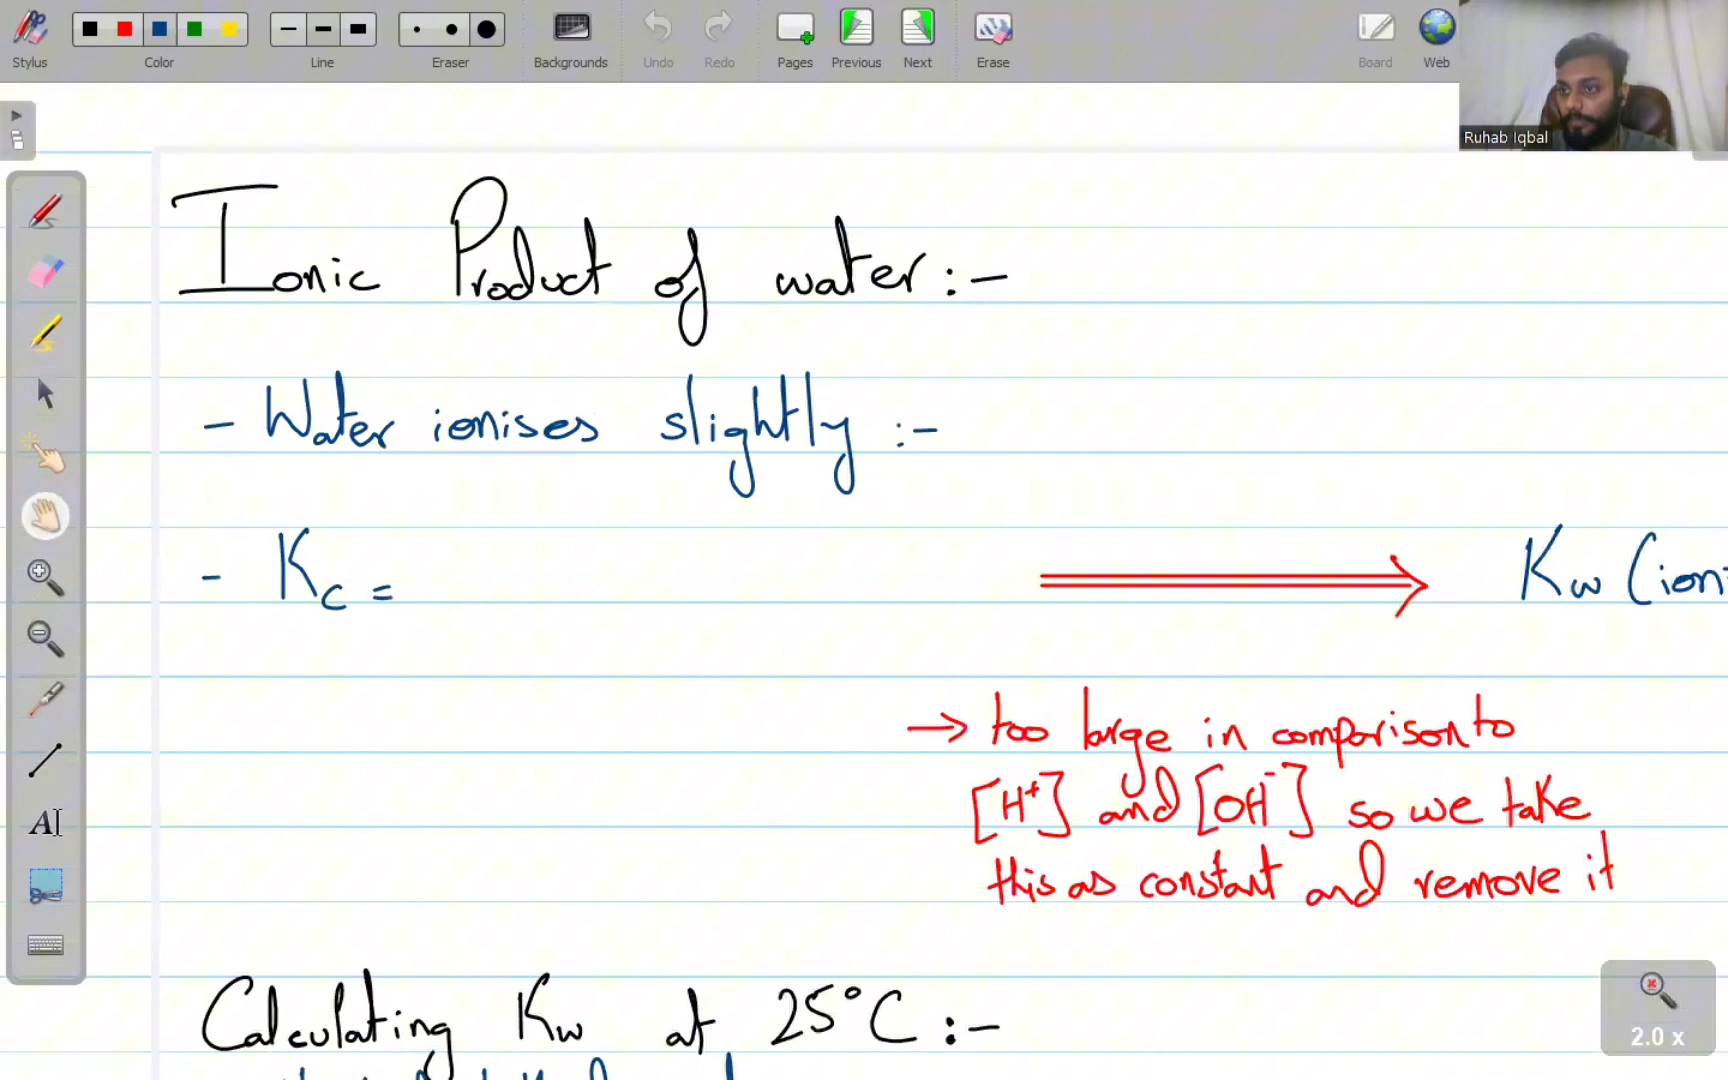 Stylus Color Line Eraser Backgrounds Undo Redo Pages Previous Next Erase Board Web
Ruhab Iqbal
Ionic Product of water:-
- Water ionises slightly :-
- Kc = Kw (ion
→ too large in comparison to
[H⁺] and [OH⁻] so we take
this as constant and remove it
Calculating Kw at 25°C :-
2.0 x